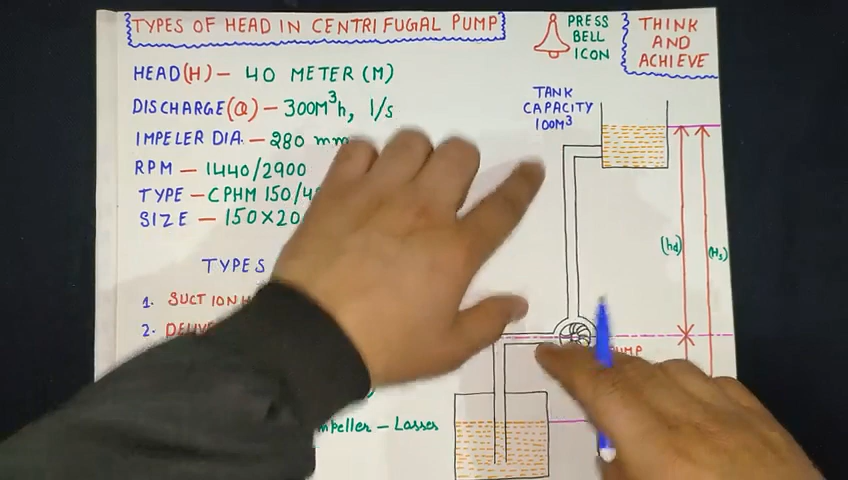 TYPES OF HEAD IN CENTRIFUGAL PUMP
PRESS
BELL
ICON
THINK
AND
ACHIEVE
HEAD(H) — 40 METER (M)
DISCHARGE(Q) — 300M³h, l/s
IMPELER DIA. — 280 mm
RPM — 1440/2900
TYPE — CPHM 150/4
SIZE — 150×20
TANK
CAPACITY
100M³
(hd)
(Hs)
TYPES
1. SUCTION
2.
PUMP
— Losses